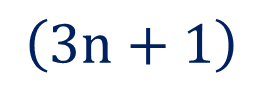 (3n + 1)